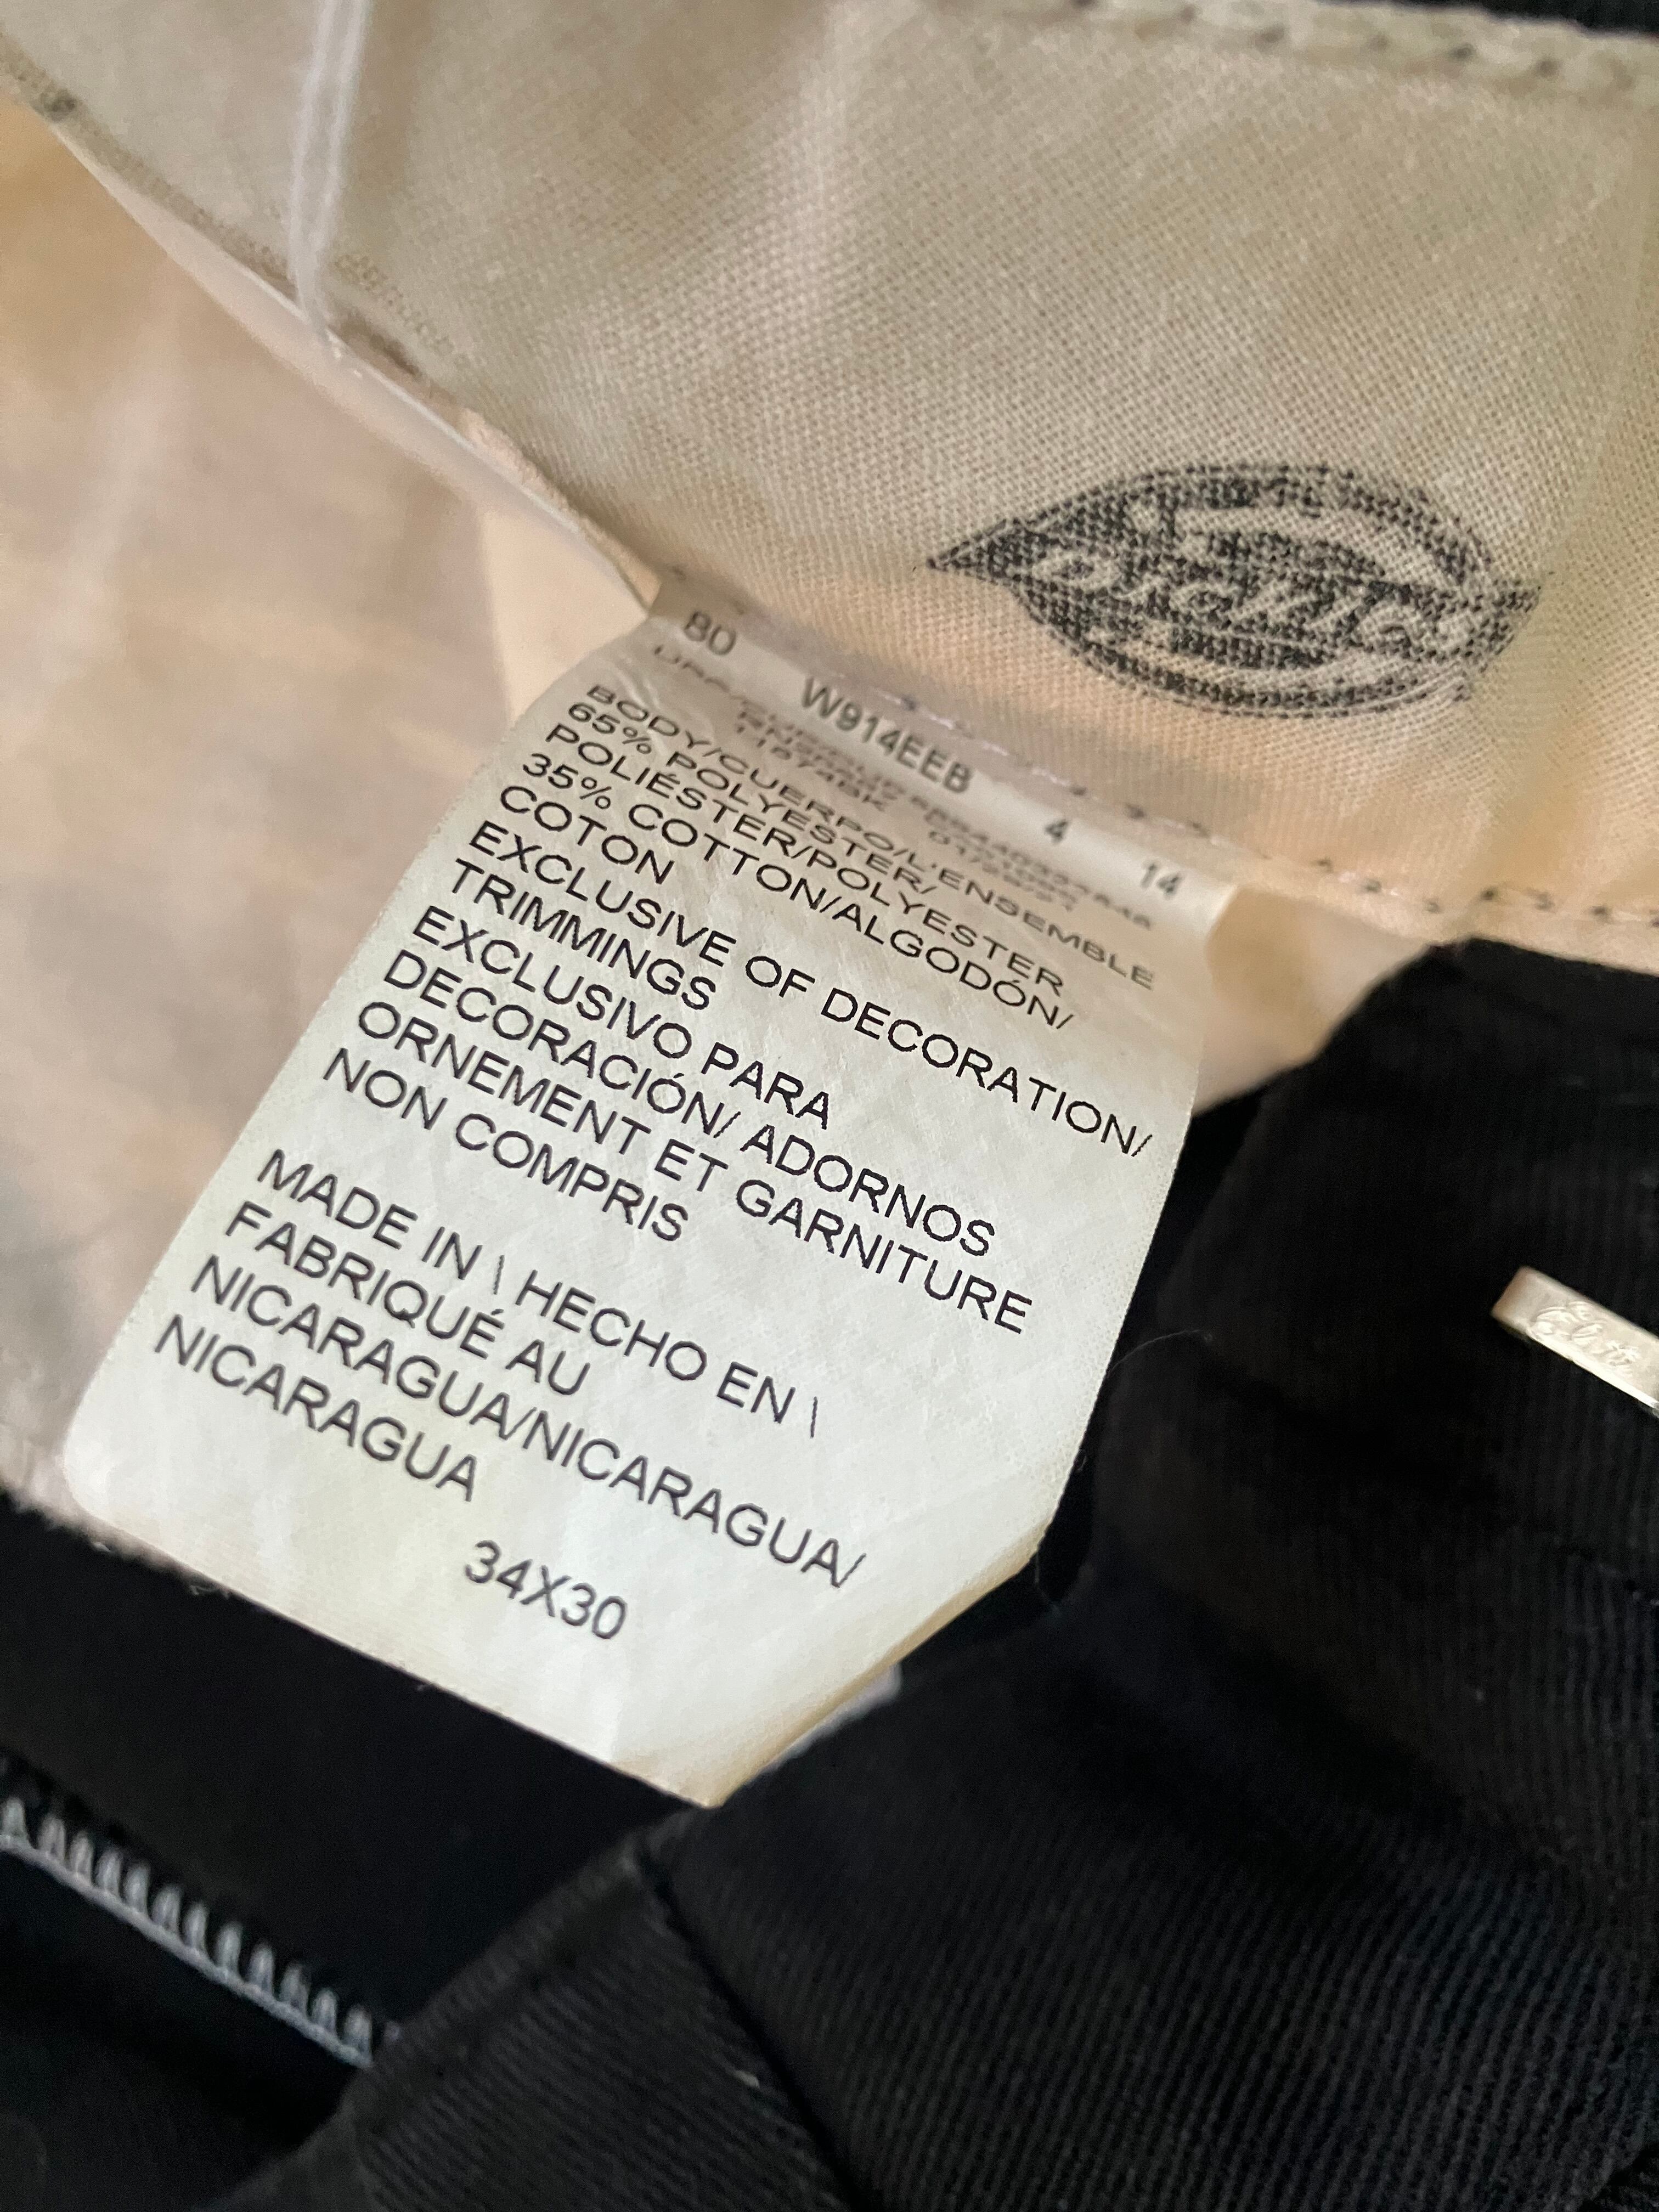 Dickies
80 W914EEB 4 14
BODY/CUERPO/L'ENSEMBLE
65% POLYESTER/
POLIÉSTER/POLYESTER
35% COTTON/ALGODÓN/
COTON
EXCLUSIVE OF DECORATION/
TRIMMINGS
EXCLUSIVO PARA
DECORACIÓN/ ADORNOS
ORNEMENT ET GARNITURE
NON COMPRIS
MADE IN \ HECHO EN \
FABRIQUÉ AU
NICARAGUA/NICARAGUA/
NICARAGUA
34X30